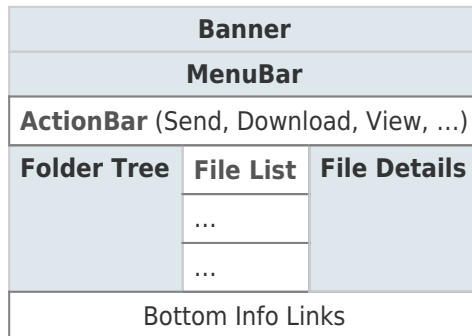 Banner
MenuBar
ActionBar (Send, Download, View, ...)
Folder Tree File List File Details
...
...
Bottom Info Links